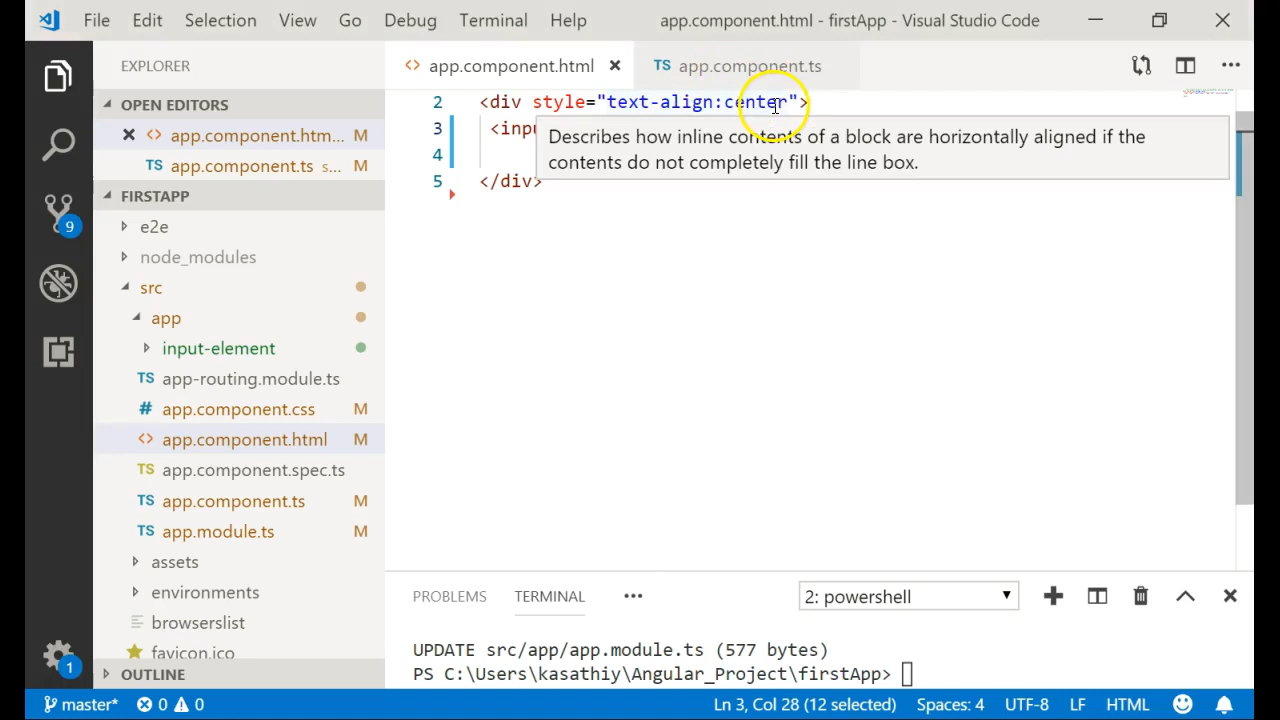 File Edit Selection View Go Debug Terminal Help app.component.html - firstApp - Visual Studio Code
EXPLORER
OPEN EDITORS
app.component.htm... M
TS app.component.ts s... M
FIRSTAPP
e2e
node_modules
src
app
input-element
TS app-routing.module.ts
# app.component.css M
<> app.component.html M
TS app.component.spec.ts
TS app.component.ts M
TS app.module.ts M
assets
environments
browserslist
favicon.ico
OUTLINE
9
1
<> app.component.html × TS app.component.ts
2 <div style="text-align:center">
3 <inpu
4
5 </div>
Describes how inline contents of a block are horizontally aligned if the
contents do not completely fill the line box.
PROBLEMS TERMINAL ••• 2: powershell
UPDATE src/app/app.module.ts (577 bytes)
PS C:\Users\kasathiy\Angular_Project\firstApp>
master* 0 0 Ln 3, Col 28 (12 selected) Spaces: 4 UTF-8 LF HTML